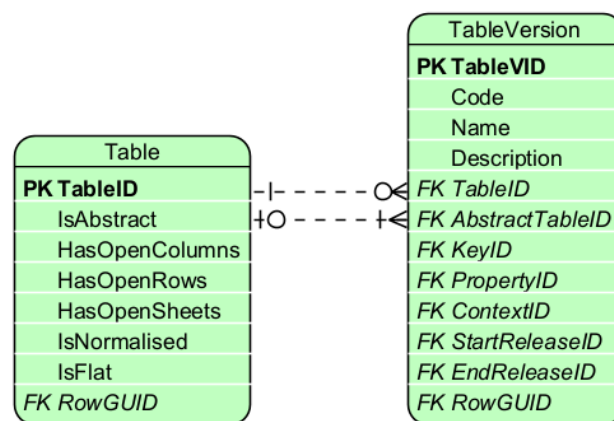 Table
PK TableID
IsAbstract
HasOpenColumns
HasOpenRows
HasOpenSheets
IsNormalised
IsFlat
FK RowGUID
TableVersion
PK TableVID
Code
Name
Description
FK TableID
FK AbstractTableID
FK KeyID
FK PropertyID
FK ContextID
FK StartReleaseID
FK EndReleaseID
FK RowGUID